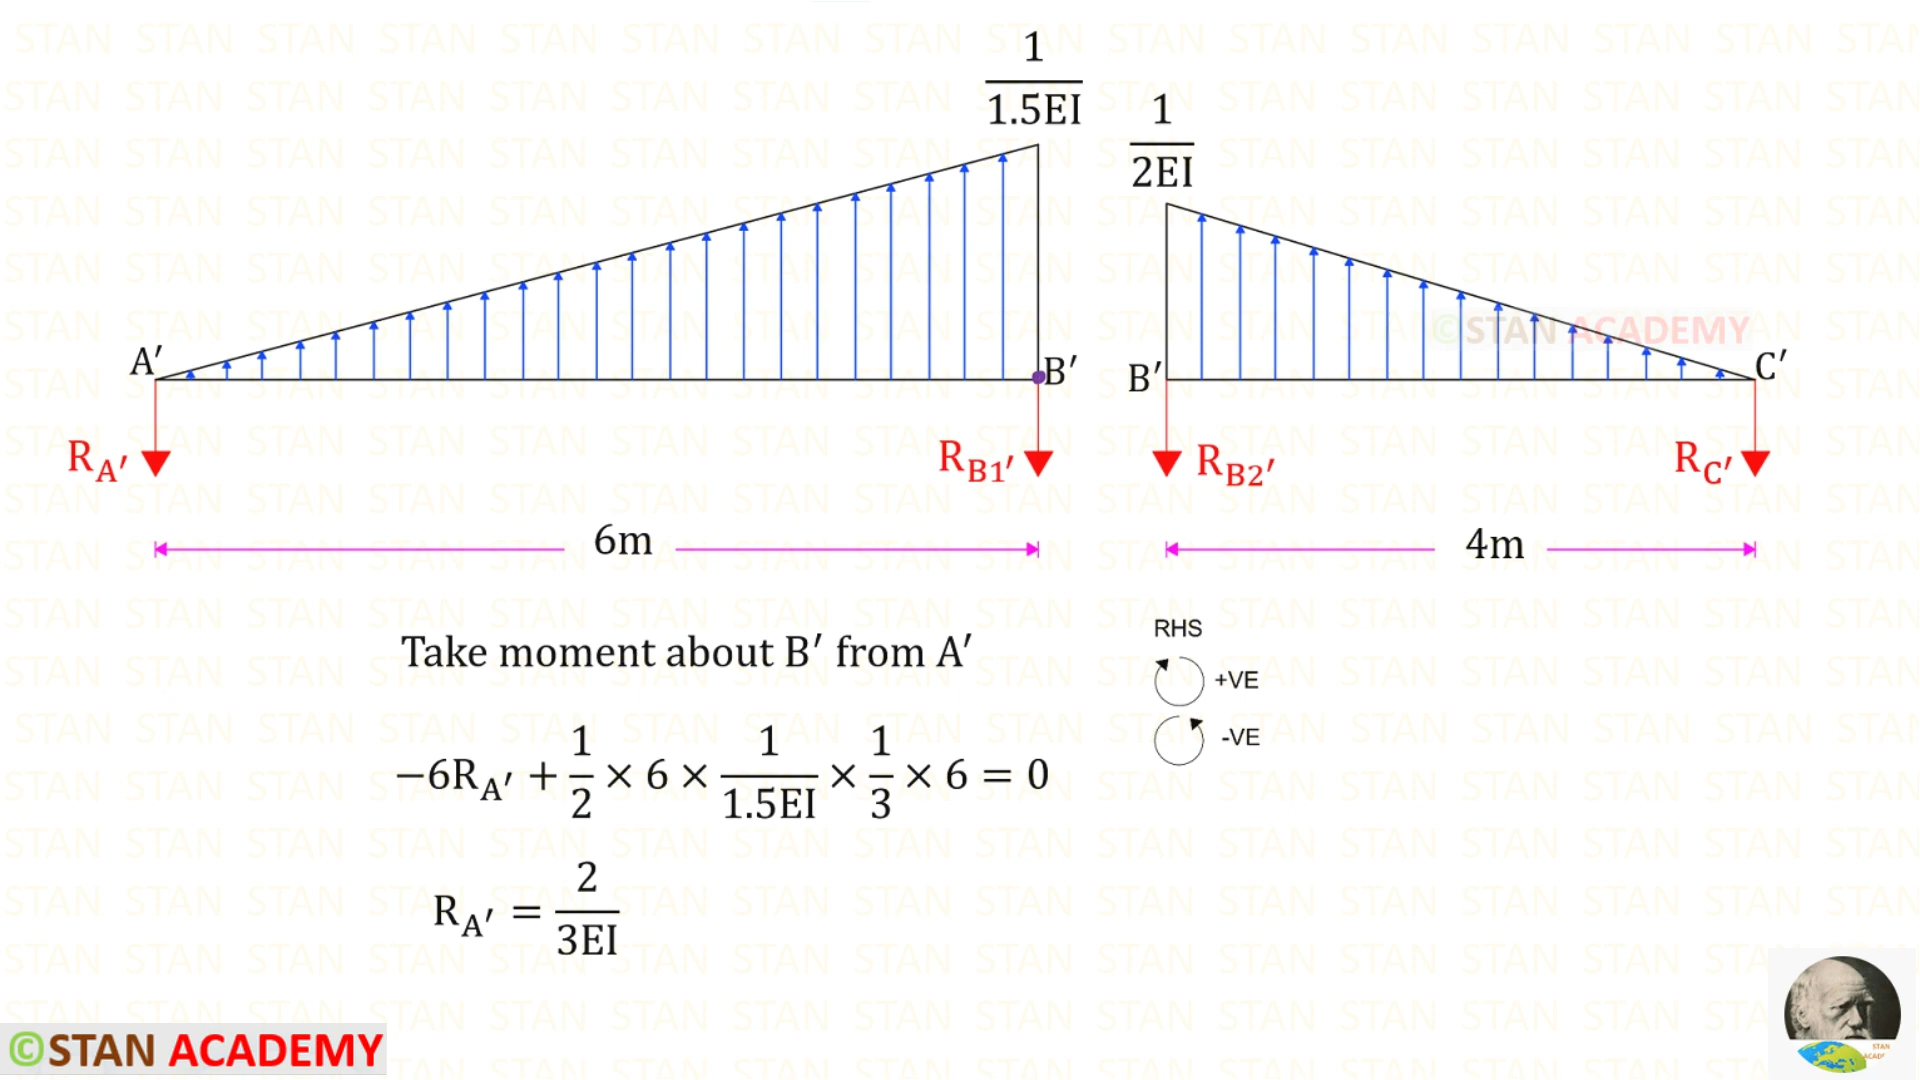 1/1.5EI
1/2EI
©STAN ACADEMY
A′
B′
B′
C′
R_A′
R_B1′
R_B2′
R_C′
6m
4m
Take moment about B′ from A′
RHS
+VE
-VE
−6R_A′ + 1/2 × 6 × 1/1.5EI × 1/3 × 6 = 0
R_A′ = 2/3EI
©STAN ACADEMY
STAN